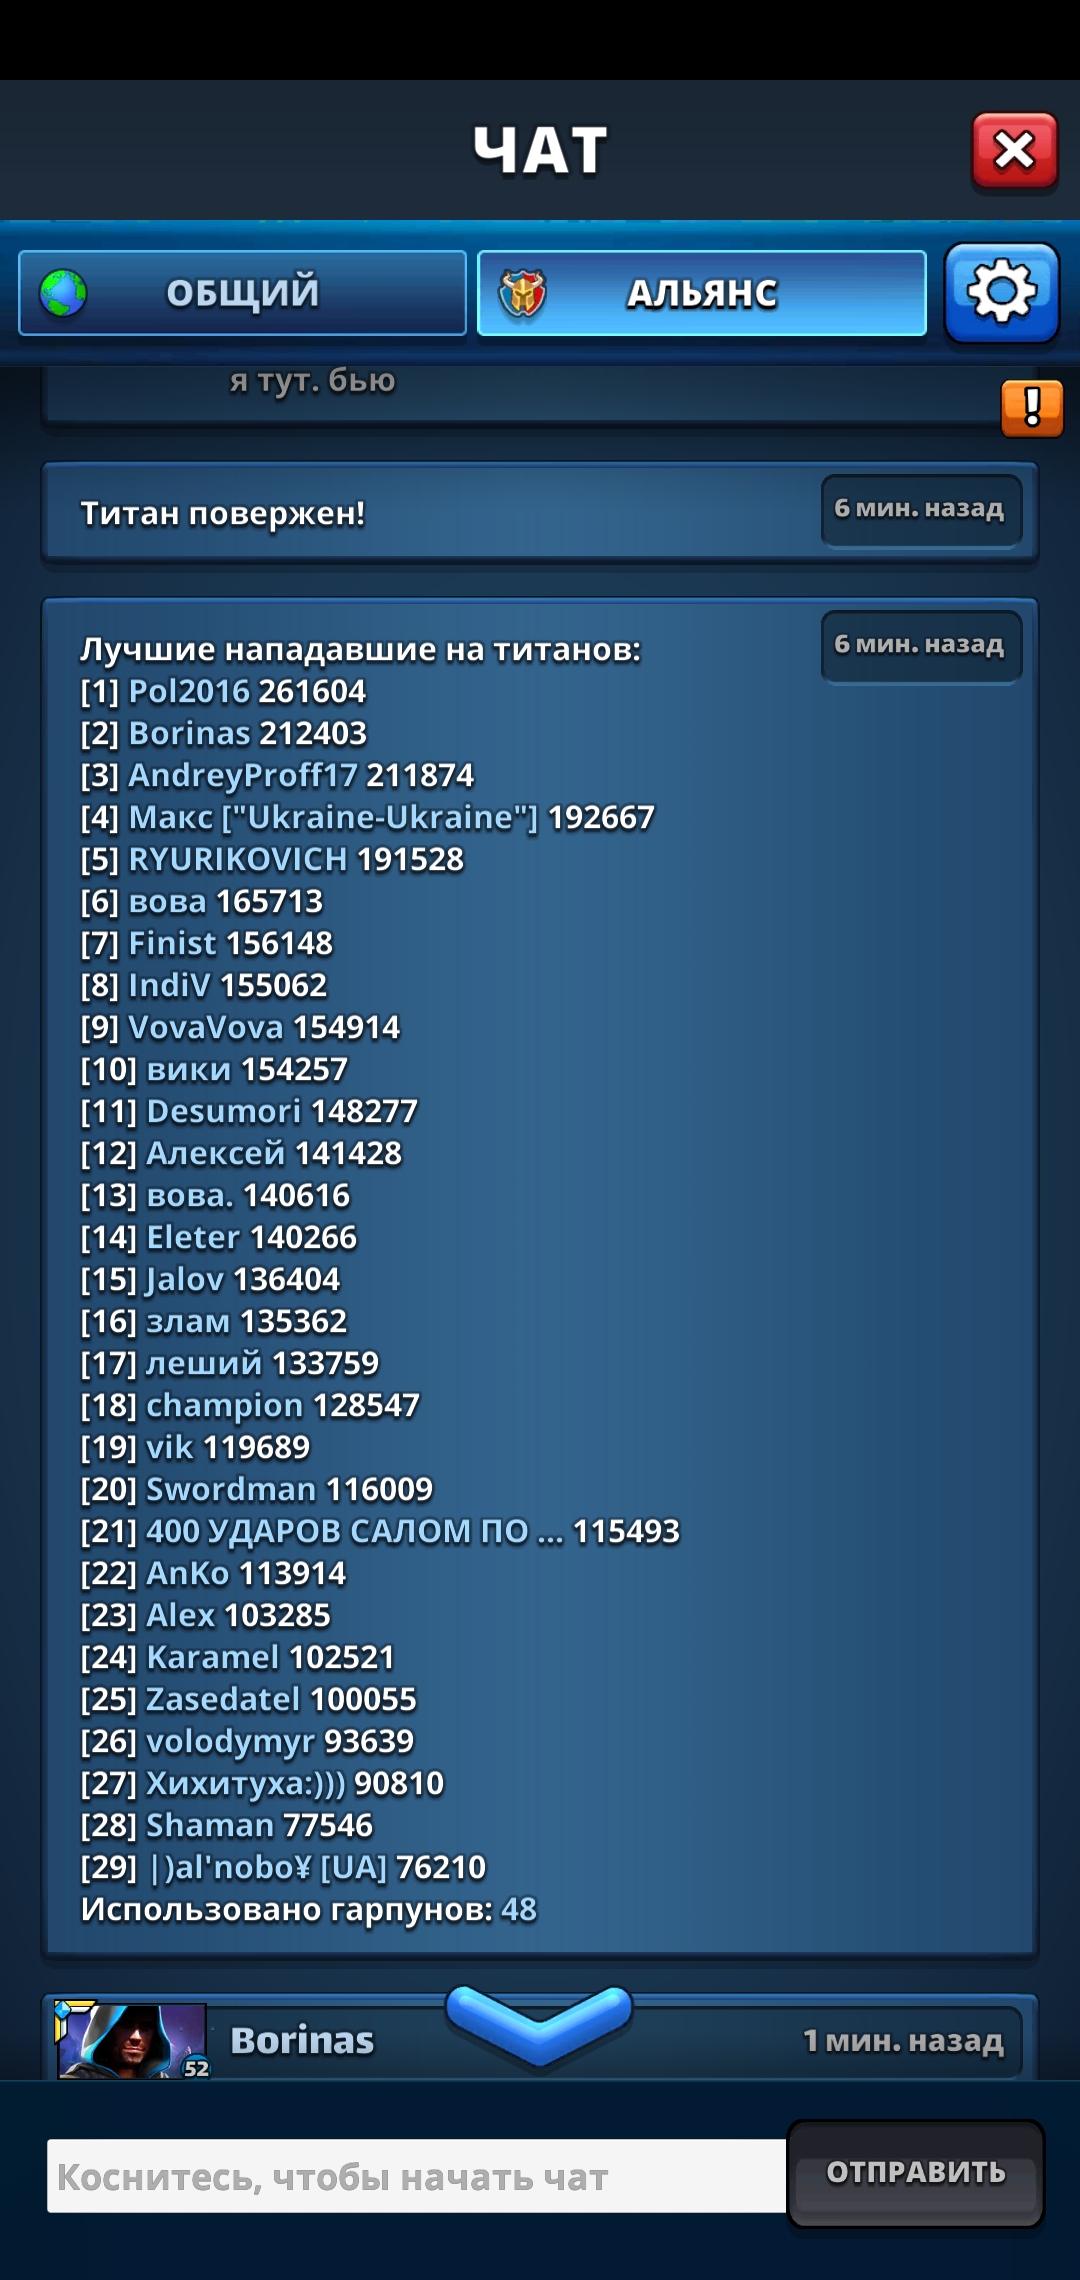 ЧАТ
ОБЩИЙ
АЛЬЯНС
я тут. бью
!
Титан повержен!
6 мин. назад
Лучшие нападавшие на титанов:
6 мин. назад
[1] Pol2016 261604
[2] Borinas 212403
[3] AndreyProff17 211874
[4] Макс ["Ukraine-Ukraine"] 192667
[5] RYURIKOVICH 191528
[6] вова 165713
[7] Finist 156148
[8] IndiV 155062
[9] VovaVova 154914
[10] вики 154257
[11] Desumori 148277
[12] Алексей 141428
[13] вова. 140616
[14] Eleter 140266
[15] Jalov 136404
[16] злам 135362
[17] леший 133759
[18] champion 128547
[19] vik 119689
[20] Swordman 116009
[21] 400 УДАРОВ САЛОМ ПО ... 115493
[22] AnKo 113914
[23] Alex 103285
[24] Karamel 102521
[25] Zasedatel 100055
[26] volodymyr 93639
[27] Хихитуха:))) 90810
[28] Shaman 77546
[29] |)al'nobo¥ [UA] 76210
Использовано гарпунов: 48
52
Borinas
1 мин. назад
Коснитесь, чтобы начать чат
ОТПРАВИТЬ